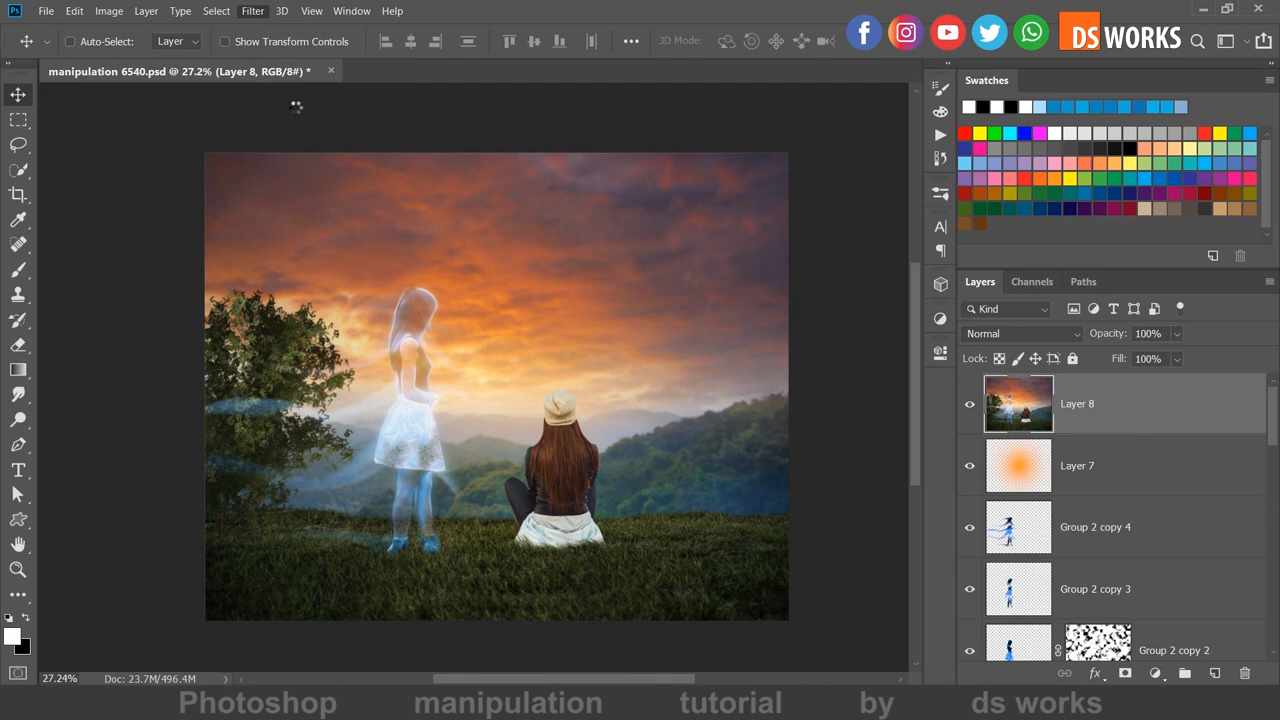 Ps File Edit Image Layer Type Select Filter 3D View Window Help
Auto-Select: Layer Show Transform Controls 3D Mode: DS WORKS
manipulation 6540.psd @ 27.2% (Layer 8, RGB/8#) *
Swatches
Layers Channels Paths
Kind
Normal Opacity: 100%
Lock: Fill: 100%
Layer 8
Layer 7
Group 2 copy 4
Group 2 copy 3
Group 2 copy 2
27.24% Doc: 23.7M/496.4M
Photoshop manipulation tutorial by ds works